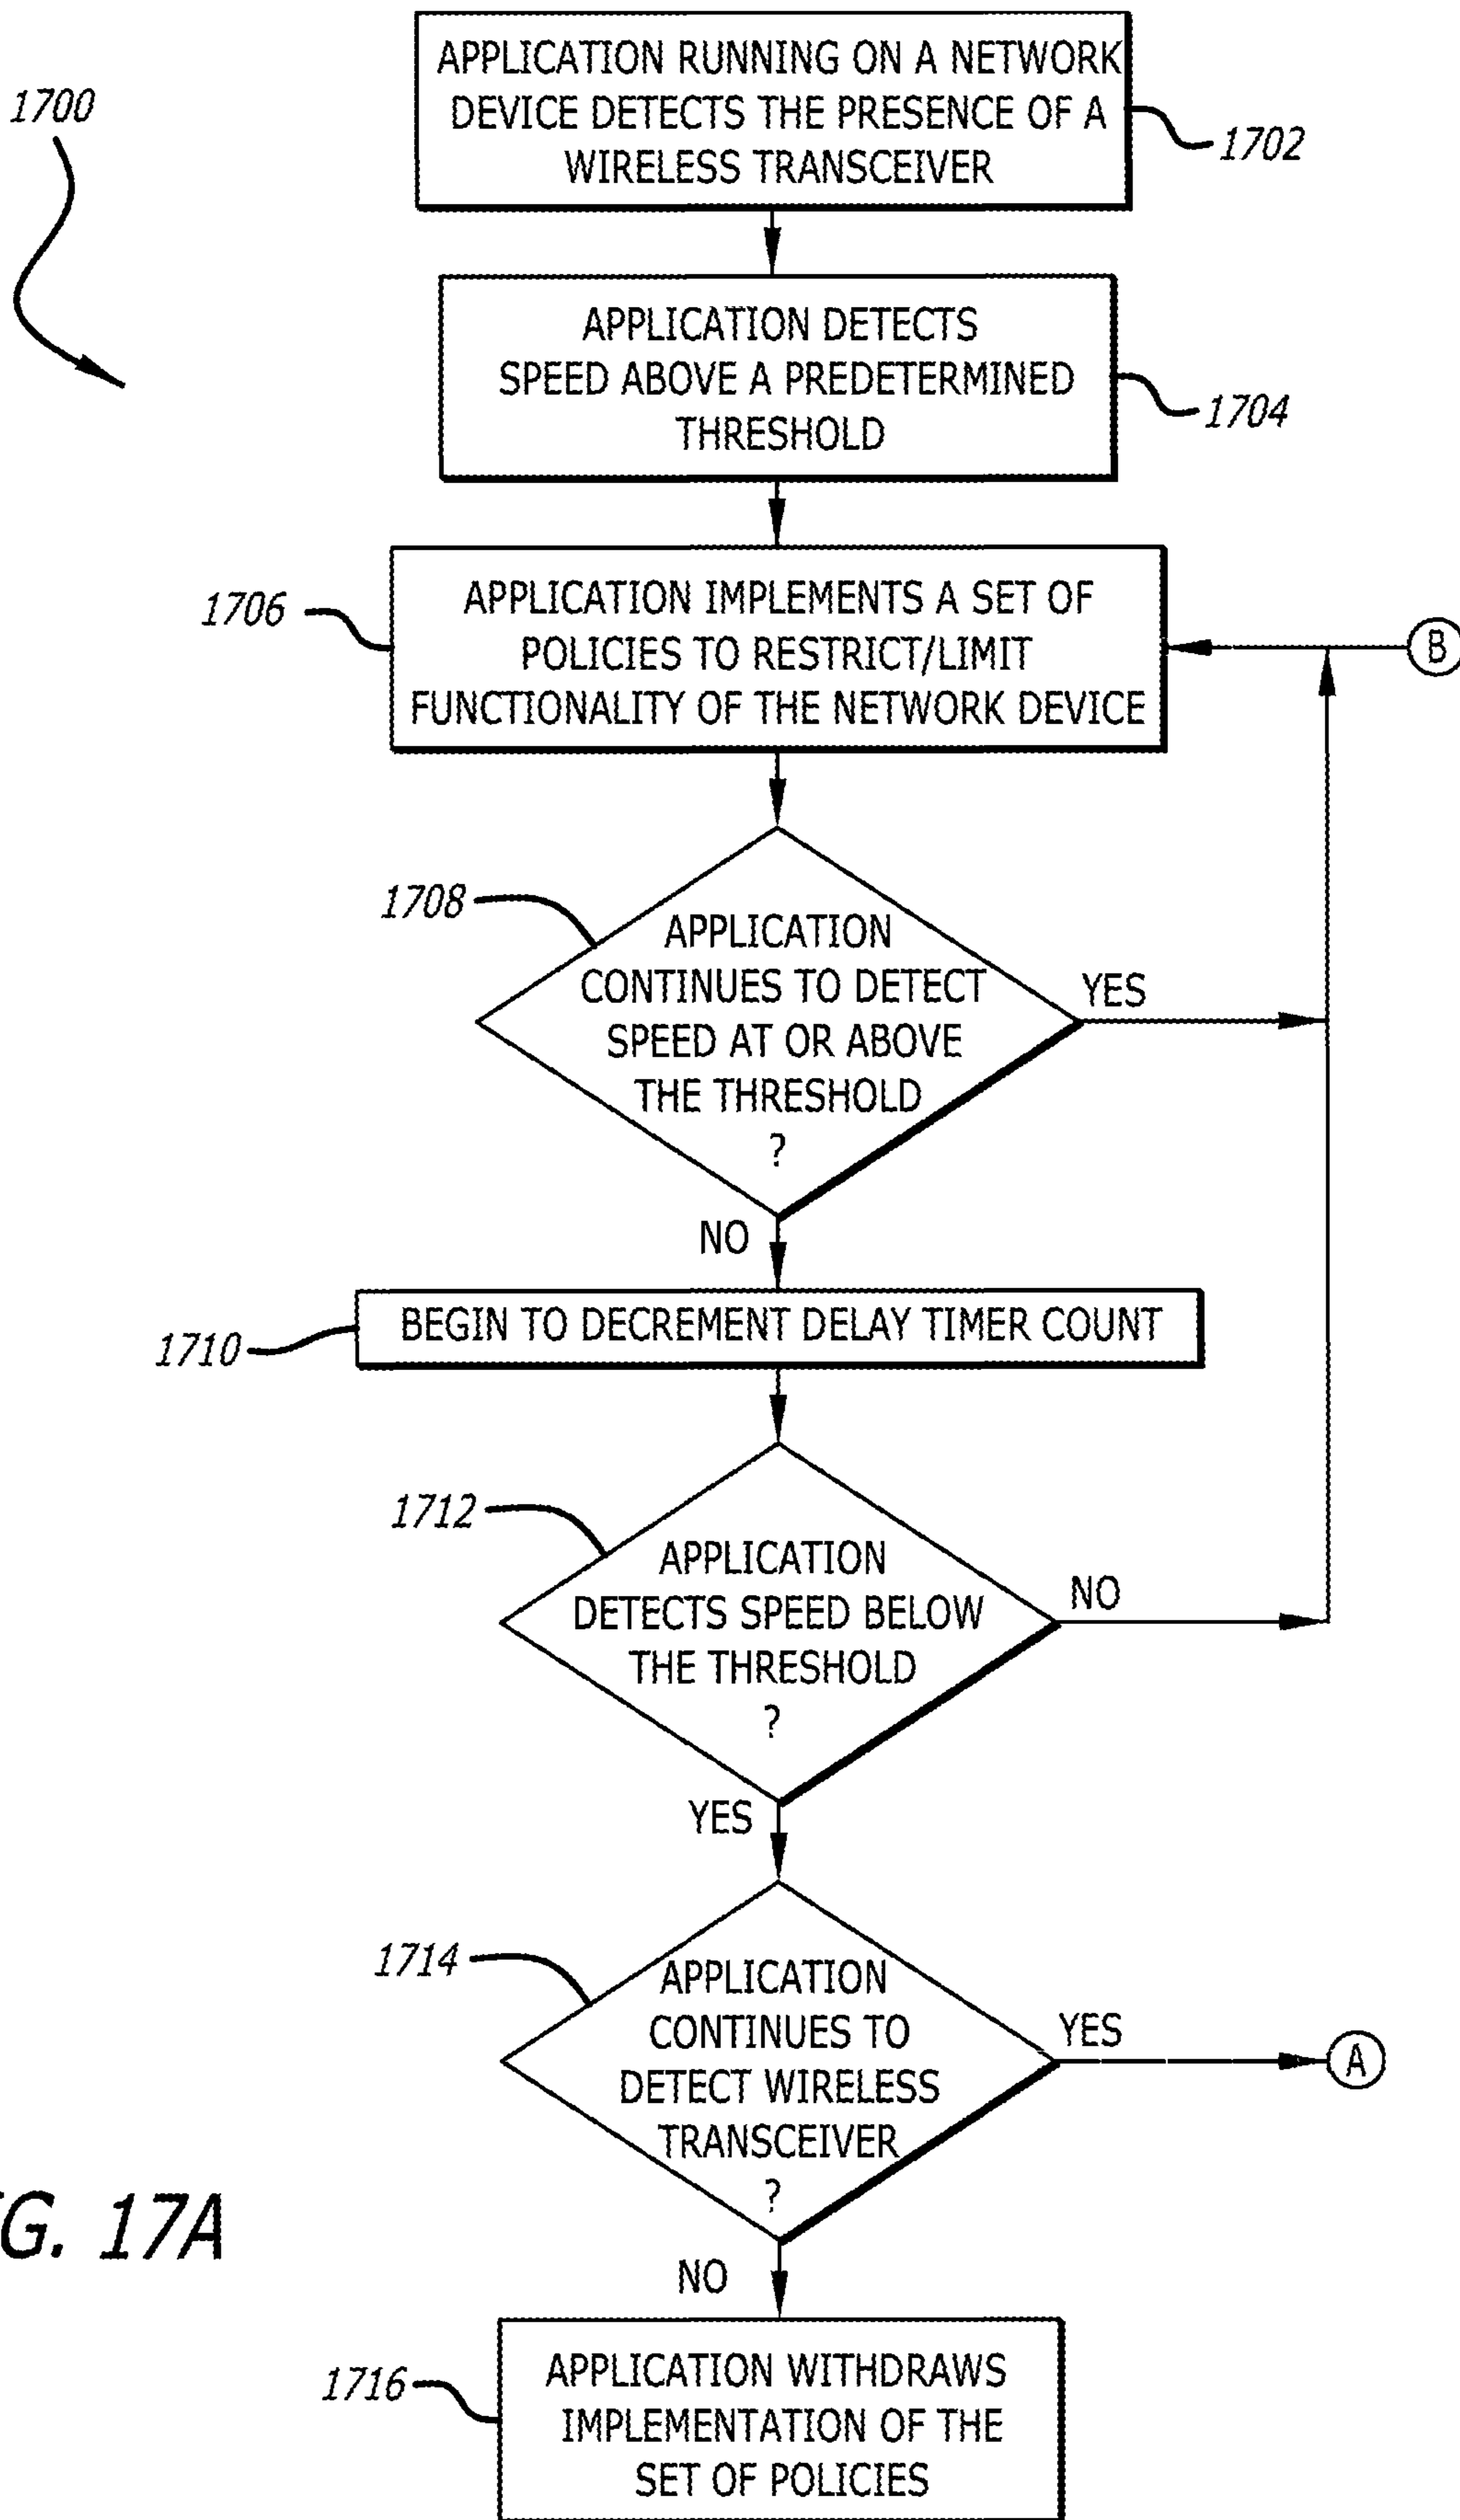 1700
APPLICATION RUNNING ON A NETWORK
DEVICE DETECTS THE PRESENCE OF A
WIRELESS TRANSCEIVER
1702
APPLICATION DETECTS
SPEED ABOVE A PREDETERMINED
THRESHOLD
1704
1706
APPLICATION IMPLEMENTS A SET OF
POLICIES TO RESTRICT/LIMIT
FUNCTIONALITY OF THE NETWORK DEVICE
B
1708
APPLICATION
CONTINUES TO DETECT
SPEED AT OR ABOVE
THE THRESHOLD
?
YES
NO
1710
BEGIN TO DECREMENT DELAY TIMER COUNT
1712
APPLICATION
DETECTS SPEED BELOW
THE THRESHOLD
?
NO
YES
1714
APPLICATION
CONTINUES TO
DETECT WIRELESS
TRANSCEIVER
?
YES
A
NO
1716
APPLICATION WITHDRAWS
IMPLEMENTATION OF THE
SET OF POLICIES
G. 17A